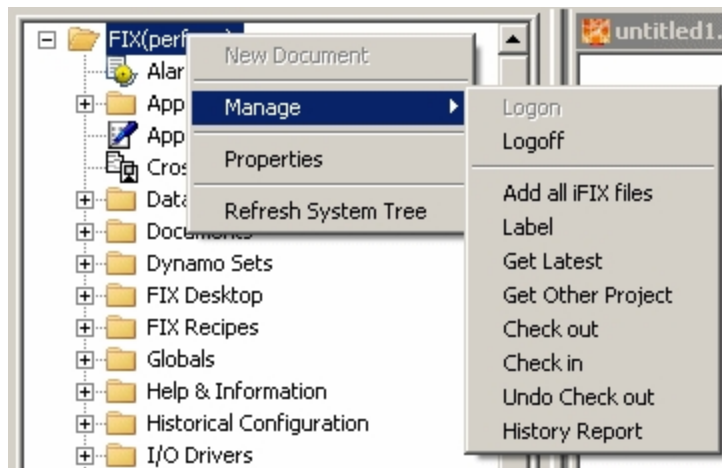 FIX(perf
untitled1.
Alar
App
App
Cros
Data
Documents
Dynamo Sets
FIX Desktop
FIX Recipes
Globals
Help & Information
Historical Configuration
I/O Drivers
New Document
Manage
Properties
Refresh System Tree
Logon
Logoff
Add all iFIX files
Label
Get Latest
Get Other Project
Check out
Check in
Undo Check out
History Report